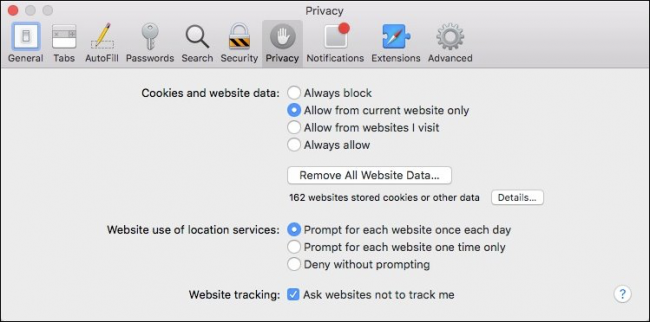 Privacy
General Tabs AutoFill Passwords Search Security Privacy Notifications Extensions Advanced
Cookies and website data: Always block
Allow from current website only
Allow from websites I visit
Always allow
Remove All Website Data...
162 websites stored cookies or other data Details...
Website use of location services: Prompt for each website once each day
Prompt for each website one time only
Deny without prompting
Website tracking: Ask websites not to track me ?